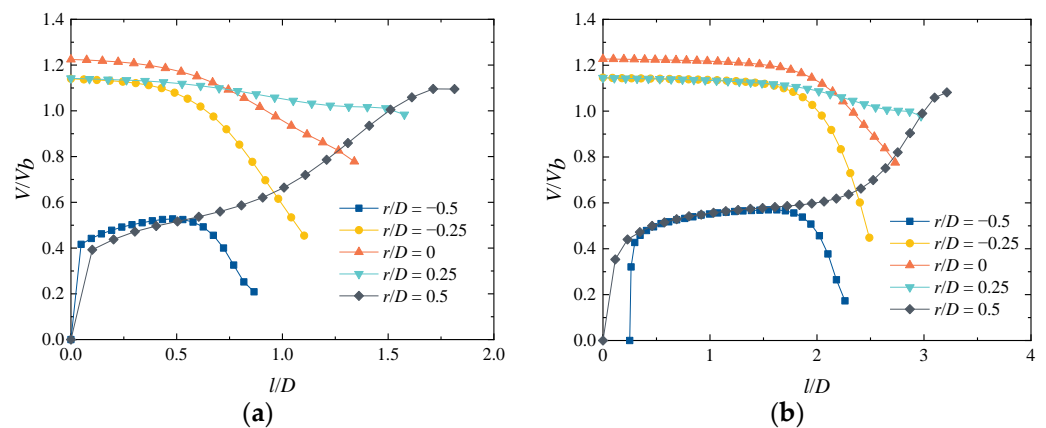 1.4
1.2
1.0
0.8
0.6
0.4
0.2
0.0
V/Vb
0.0 0.5 1.0 1.5 2.0
l/D
r/D = −0.5
r/D = −0.25
r/D = 0
r/D = 0.25
r/D = 0.5
(a)
1.4
1.2
1.0
0.8
0.6
0.4
0.2
0.0
V/Vb
0 1 2 3 4
l/D
r/D = −0.5
r/D = −0.25
r/D = 0
r/D = 0.25
r/D = 0.5
(b)